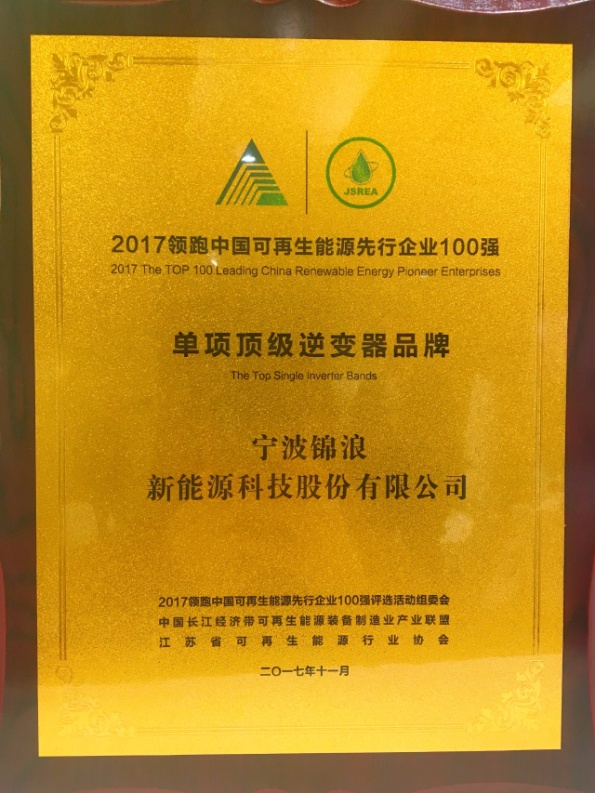 JSREA
2017领跑中国可再生能源先行企业100强
2017 The TOP 100 Leading China Renewable Energy Pioneer Enterprises
单项顶级逆变器品牌
The Top Single Inverter Bands
宁波锦浪
新能源科技股份有限公司
2017领跑中国可再生能源先行企业100强评选活动组委会
中国长江经济带可再生能源装备制造业产业联盟
江苏省可再生能源行业协会
二〇一七年十一月